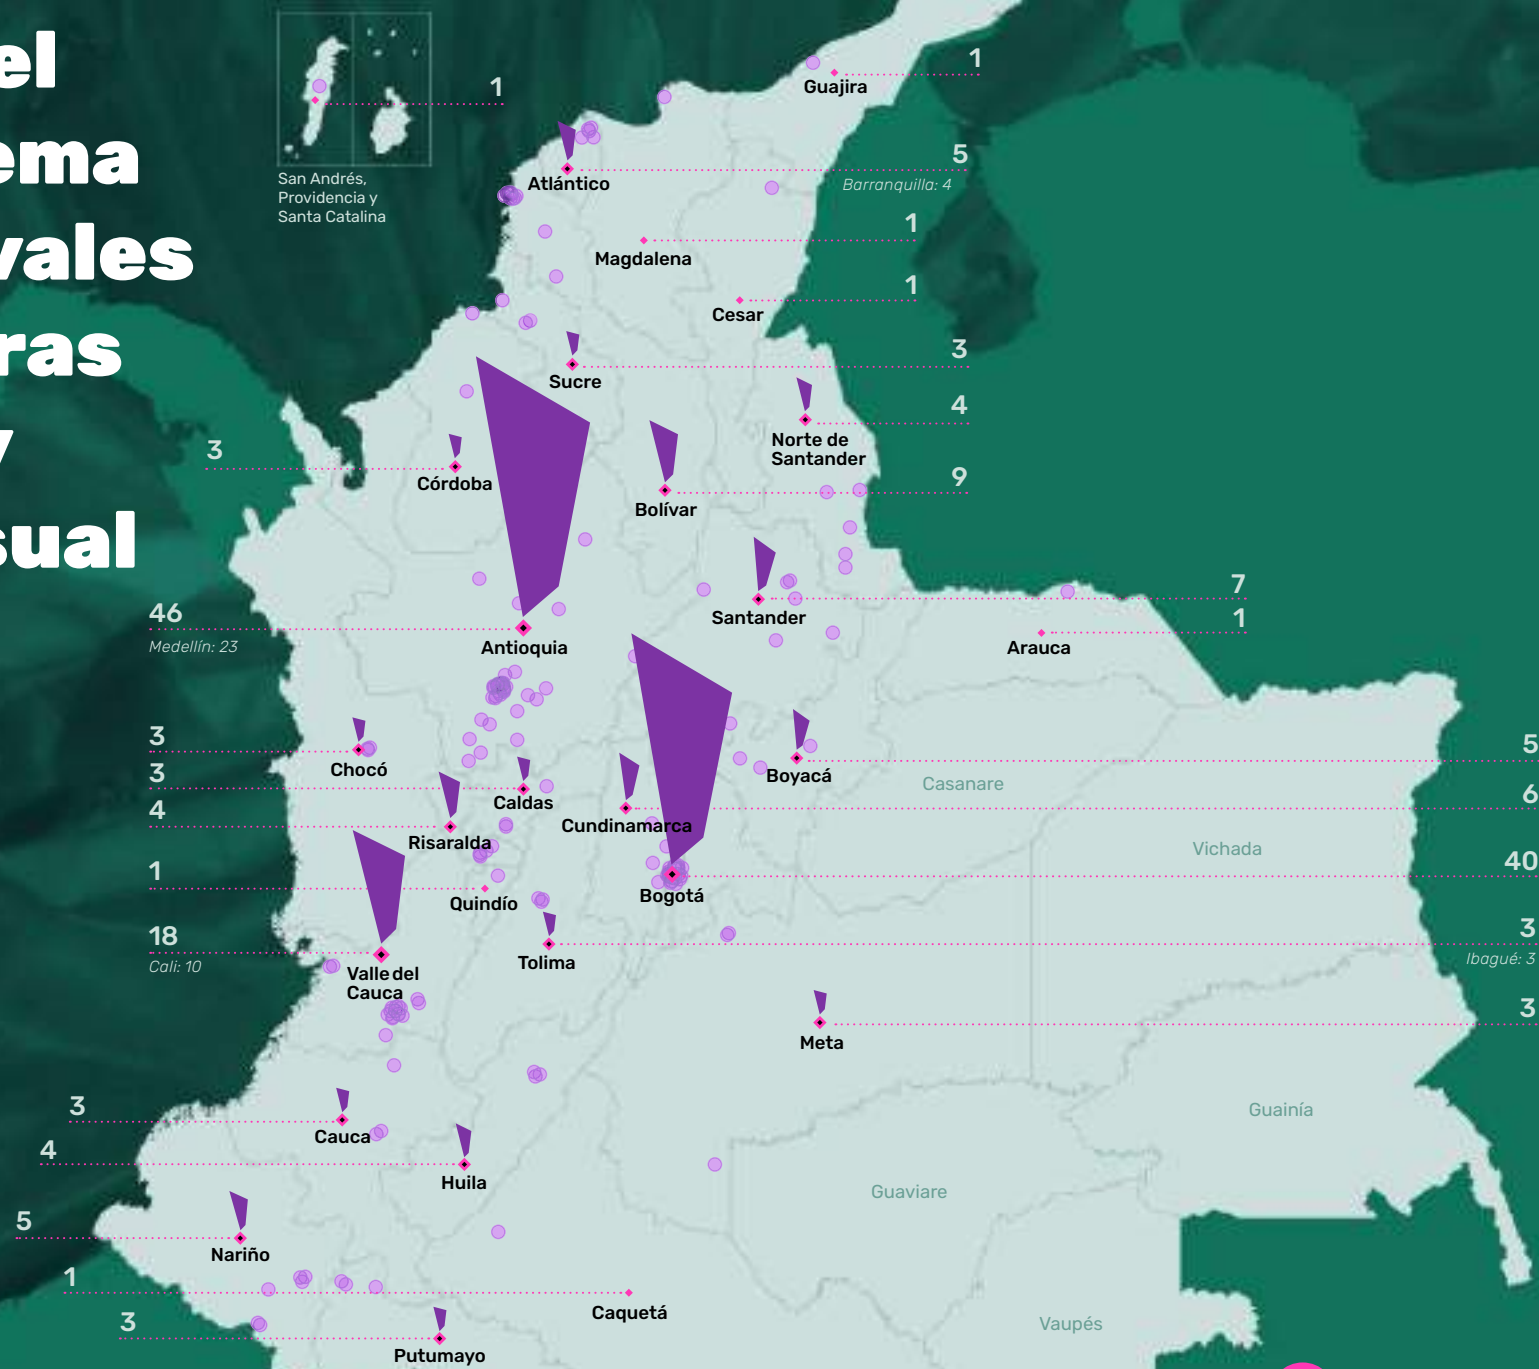 el
ema
vales
ras
y
sual
1
San Andrés,
Providencia y
Santa Catalina
1
Guajira
5
Barranquilla: 4
Atlántico
1
Magdalena
1
Cesar
3
Sucre
4
Norte de
Santander
3
Córdoba
9
Bolívar
7
Santander
1
Arauca
46
Medellín: 23
Antioquia
3
Chocó
5
Boyacá
3
Caldas
6
Cundinamarca
Casanare
4
Risaralda
Vichada
1
Quindío
40
Bogotá
18
Cali: 10
Valle del
Cauca
3
Ibagué: 3
Tolima
3
Meta
3
Cauca
Guainía
4
Huila
Guaviare
5
Nariño
1
Caquetá
Vaupés
3
Putumayo